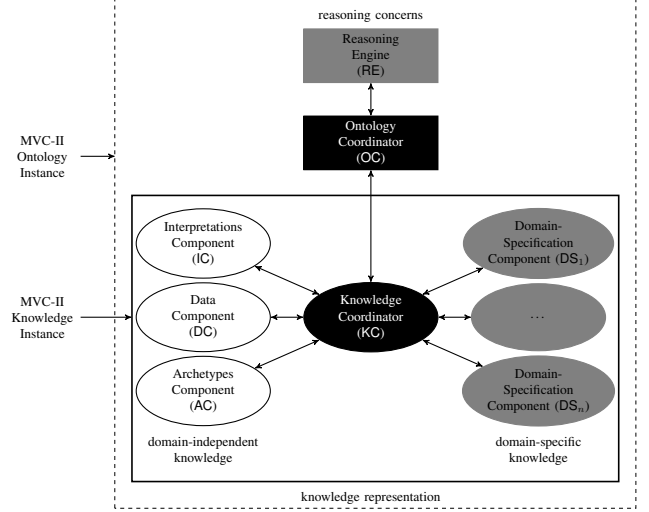 reasoning concerns
Reasoning
Engine
(RE)
Ontology
Coordinator
(OC)
MVC-II
Ontology
Instance
Interpretations
Component
(IC)
Domain-
Specification
Component (DS₁)
MVC-II
Knowledge
Instance
Data
Component
(DC)
Knowledge
Coordinator
(KC)
...
Archetypes
Component
(AC)
Domain-
Specification
Component (DSₙ)
domain-independent
knowledge
domain-specific
knowledge
knowledge representation